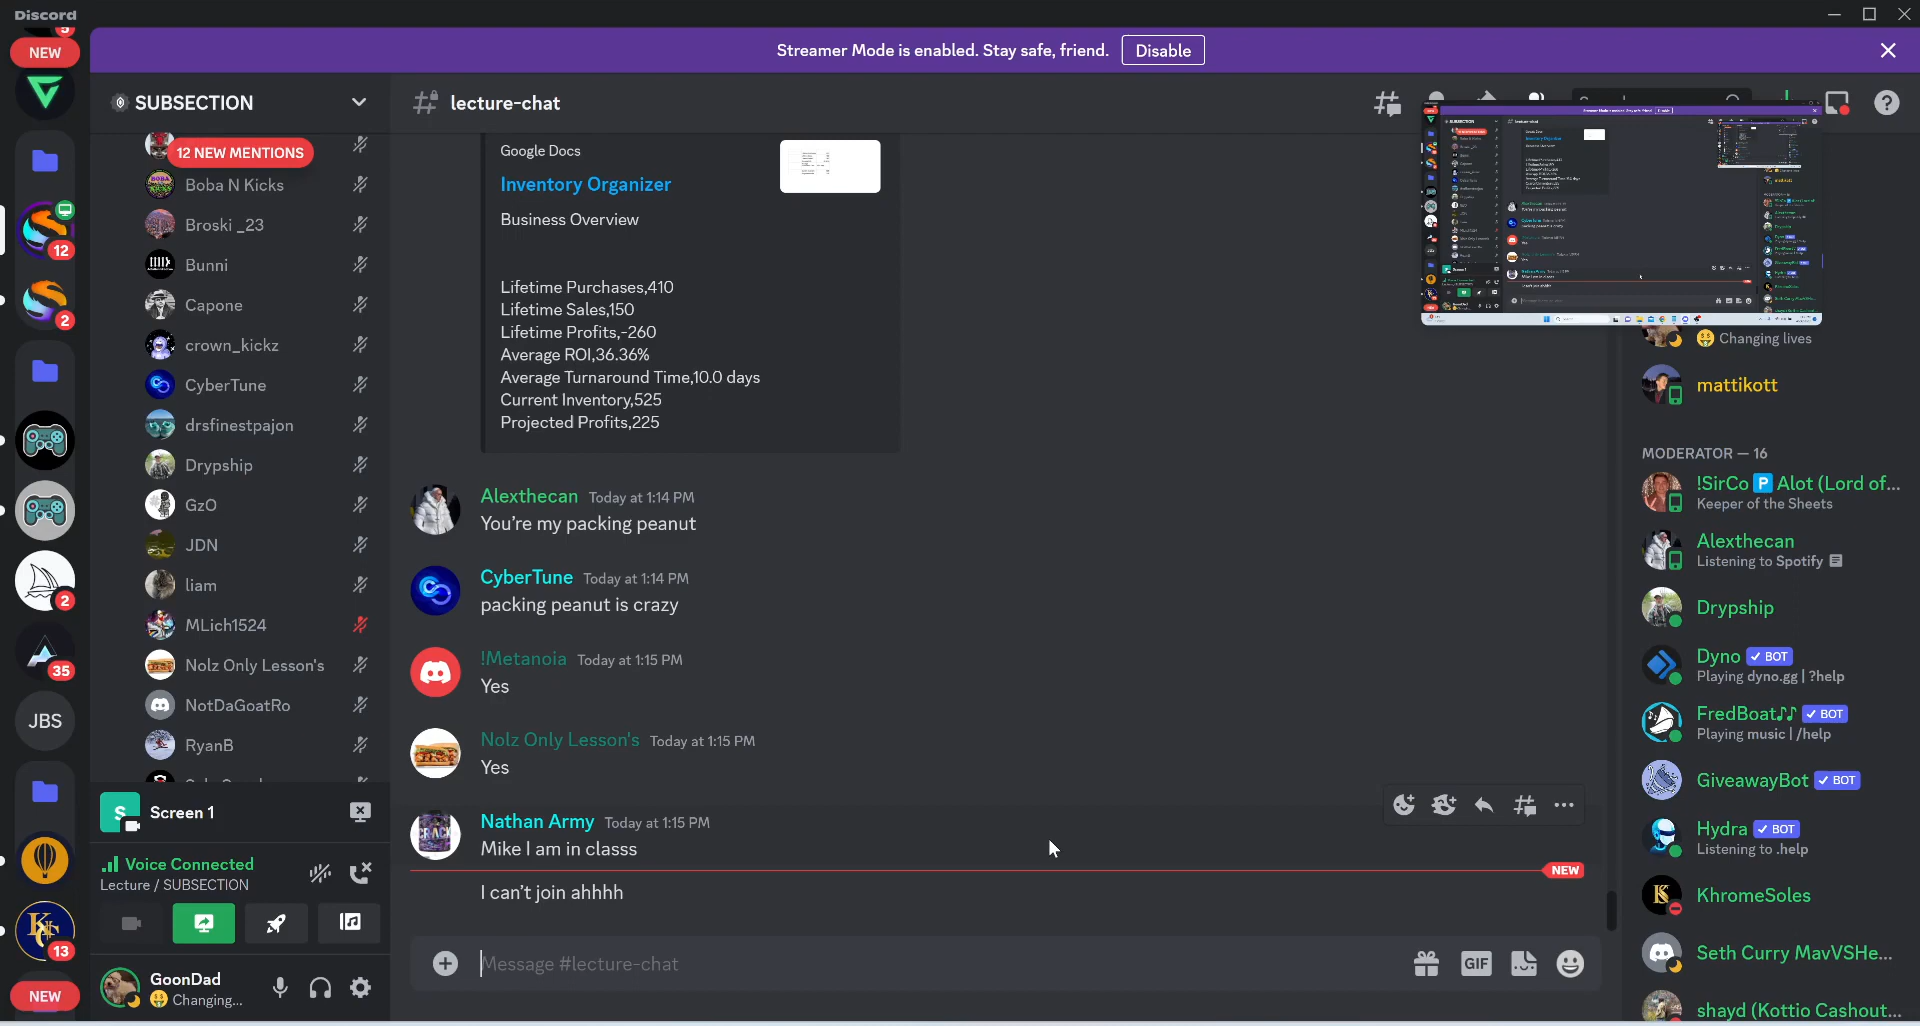 Discord
5
NEW
Streamer Mode is enabled. Stay safe, friend.
Disable
SUBSECTION
lecture-chat
12 NEW MENTIONS
Boba N Kicks
Broski _23
Bunni
Capone
crown_kickz
CyberTune
drsfinestpajon
Drypship
GzO
JDN
liam
MLich1524
Nolz Only Lesson's
NotDaGoatRo
RyanB
12
2
2
35
JBS
13
NEW
Screen 1
Voice Connected
Lecture / SUBSECTION
GoonDad
🤑 Changing...
Google Docs
Inventory Organizer
Business Overview
Lifetime Purchases,410
Lifetime Sales,150
Lifetime Profits,-260
Average ROI,36.36%
Average Turnaround Time,10.0 days
Current Inventory,525
Projected Profits,225
Alexthecan Today at 1:14 PM
You're my packing peanut
CyberTune Today at 1:14 PM
packing peanut is crazy
!Metanoia Today at 1:15 PM
Yes
Nolz Only Lesson's Today at 1:15 PM
Yes
Nathan Army Today at 1:15 PM
Mike I am in classs
NEW
I can't join ahhhh
Message #lecture-chat
GIF
🤑 Changing lives
mattikott
MODERATOR — 16
!SirCo 🅿 Alot (Lord of...
Keeper of the Sheets
Alexthecan
Listening to Spotify
Drypship
Dyno ✓ BOT
Playing dyno.gg | ?help
FredBoat♪♪ ✓ BOT
Playing music | /help
GiveawayBot ✓ BOT
Hydra ✓ BOT
Listening to .help
KhromeSoles
Seth Curry MavVSHe...
shayd (Kottio Cashout...